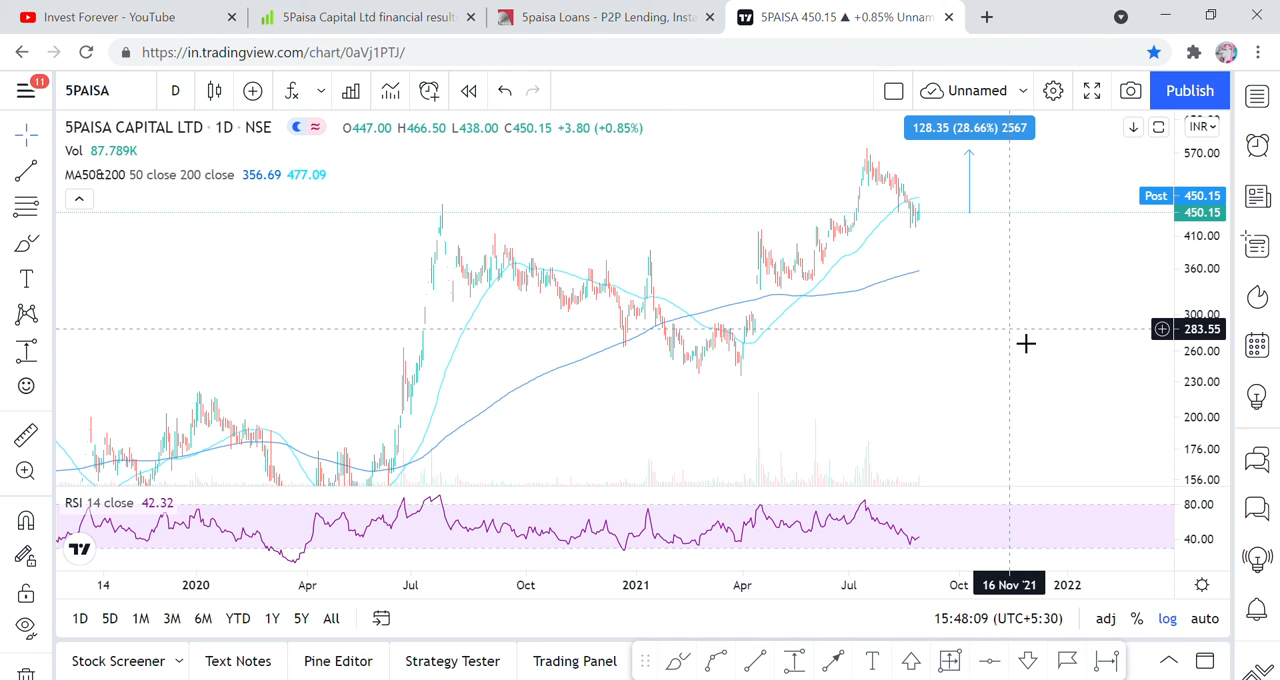 Invest Forever - YouTube
5Paisa Capital Ltd financial result
5paisa Loans - P2P Lending, Insta
5PAISA 450.15 ▲ +0.85% Unnam
https://in.tradingview.com/chart/0aVj1PTJ/
11
5PAISA
D
Unnamed
Publish
5PAISA CAPITAL LTD · 1D · NSE
O447.00 H466.50 L438.00 C450.15 +3.80 (+0.85%)
128.35 (28.66%) 2567
INR
Vol 87.789K
570.00
MA50&200 50 close 200 close 356.69 477.09
Post 450.15
450.15
410.00
360.00
300.00
283.55
260.00
230.00
200.00
176.00
156.00
RSI 14 close 42.32
80.00
40.00
14 2020 Apr Jul Oct 2021 Apr Jul Oct 16 Nov '21 2022
1D 5D 1M 3M 6M YTD 1Y 5Y All
15:48:09 (UTC+5:30) adj % log auto
Stock Screener Text Notes Pine Editor Strategy Tester Trading Panel